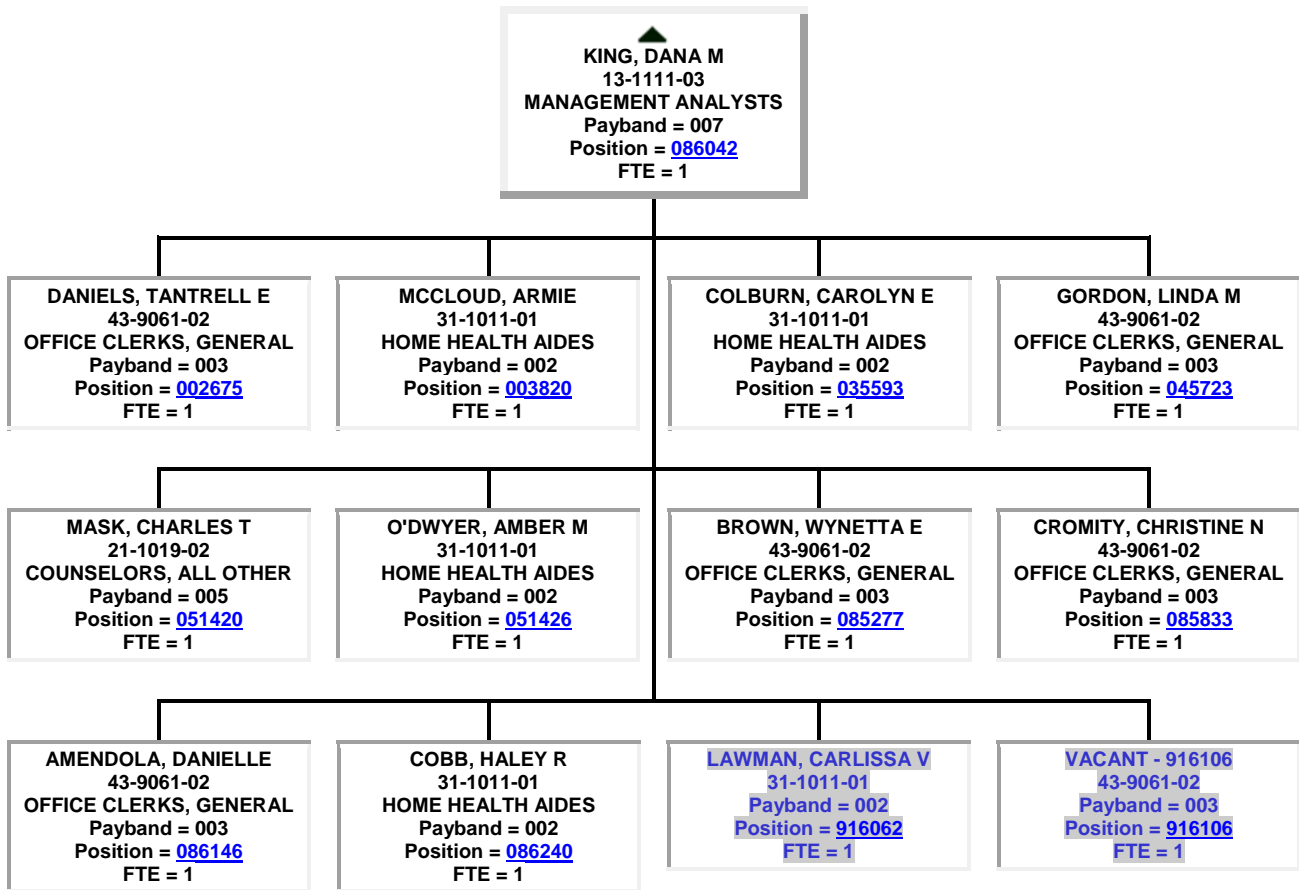 KING, DANA M
13-1111-03
MANAGEMENT ANALYSTS
Payband = 007
Position = 086042
FTE = 1
DANIELS, TANTRELL E
43-9061-02
OFFICE CLERKS, GENERAL
Payband = 003
Position = 002675
FTE = 1
MCCLOUD, ARMIE
31-1011-01
HOME HEALTH AIDES
Payband = 002
Position = 003820
FTE = 1
COLBURN, CAROLYN E
31-1011-01
HOME HEALTH AIDES
Payband = 002
Position = 035593
FTE = 1
GORDON, LINDA M
43-9061-02
OFFICE CLERKS, GENERAL
Payband = 003
Position = 045723
FTE = 1
MASK, CHARLES T
21-1019-02
COUNSELORS, ALL OTHER
Payband = 005
Position = 051420
FTE = 1
O'DWYER, AMBER M
31-1011-01
HOME HEALTH AIDES
Payband = 002
Position = 051426
FTE = 1
BROWN, WYNETTA E
43-9061-02
OFFICE CLERKS, GENERAL
Payband = 003
Position = 085277
FTE = 1
CROMITY, CHRISTINE N
43-9061-02
OFFICE CLERKS, GENERAL
Payband = 003
Position = 085833
FTE = 1
AMENDOLA, DANIELLE
43-9061-02
OFFICE CLERKS, GENERAL
Payband = 003
Position = 086146
FTE = 1
COBB, HALEY R
31-1011-01
HOME HEALTH AIDES
Payband = 002
Position = 086240
FTE = 1
LAWMAN, CARLISSA V
31-1011-01
Payband = 002
Position = 916062
FTE = 1
VACANT - 916106
43-9061-02
Payband = 003
Position = 916106
FTE = 1